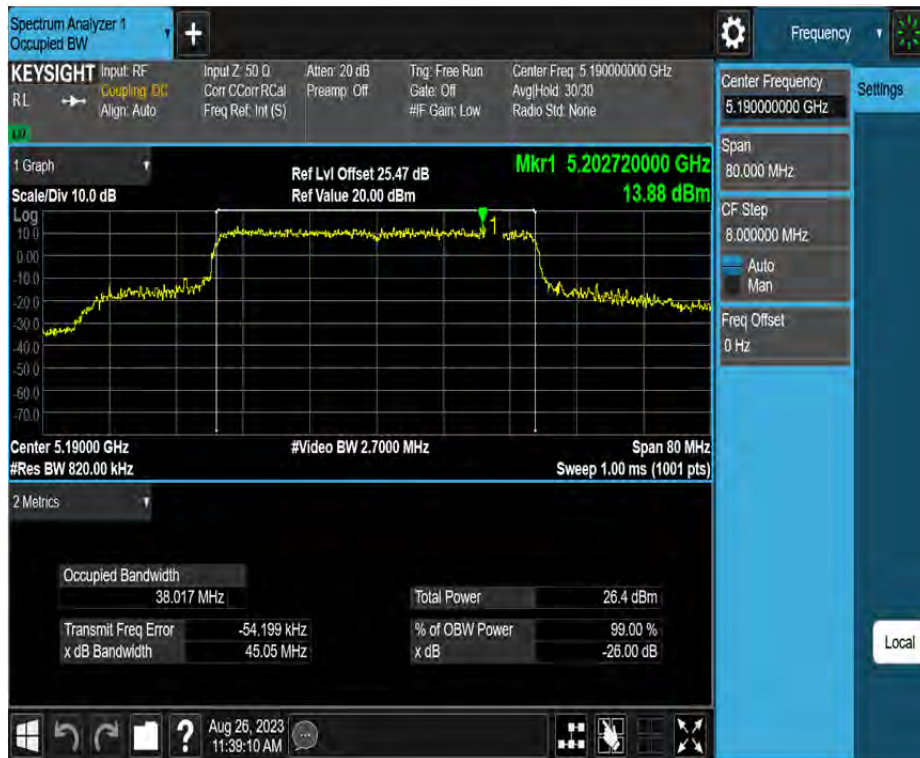 Spectrum Analyzer 1
Occupied BW
+
Frequency
KEYSIGHT
RL
Input: RF
Coupling: DC
Align: Auto
Input Z: 50 Ω
Corr CCorr RCal
Freq Ref: Int (S)
Atten: 20 dB
Preamp: Off
Trig: Free Run
Gate: Off
#IF Gain: Low
Center Freq: 5.190000000 GHz
Avg|Hold: 30/30
Radio Std: None
Center Frequency
5.190000000 GHz
Settings
Span
80.000 MHz
CF Step
8.000000 MHz
Auto
Man
Freq Offset
0 Hz
1 Graph
Scale/Div 10.0 dB
Ref Lvl Offset 25.47 dB
Ref Value 20.00 dBm
Mkr1 5.202720000 GHz
13.88 dBm
Log
10.0
0.00
-10.0
-20.0
-30.0
-40.0
-50.0
-60.0
-70.0
1
Center 5.19000 GHz
#Res BW 820.00 kHz
#Video BW 2.7000 MHz
Span 80 MHz
Sweep 1.00 ms (1001 pts)
2 Metrics
Occupied Bandwidth
38.017 MHz
Transmit Freq Error -54.199 kHz
x dB Bandwidth 45.05 MHz
Total Power 26.4 dBm
% of OBW Power 99.00 %
x dB -26.00 dB
Local
?
Aug 26, 2023
11:39:10 AM